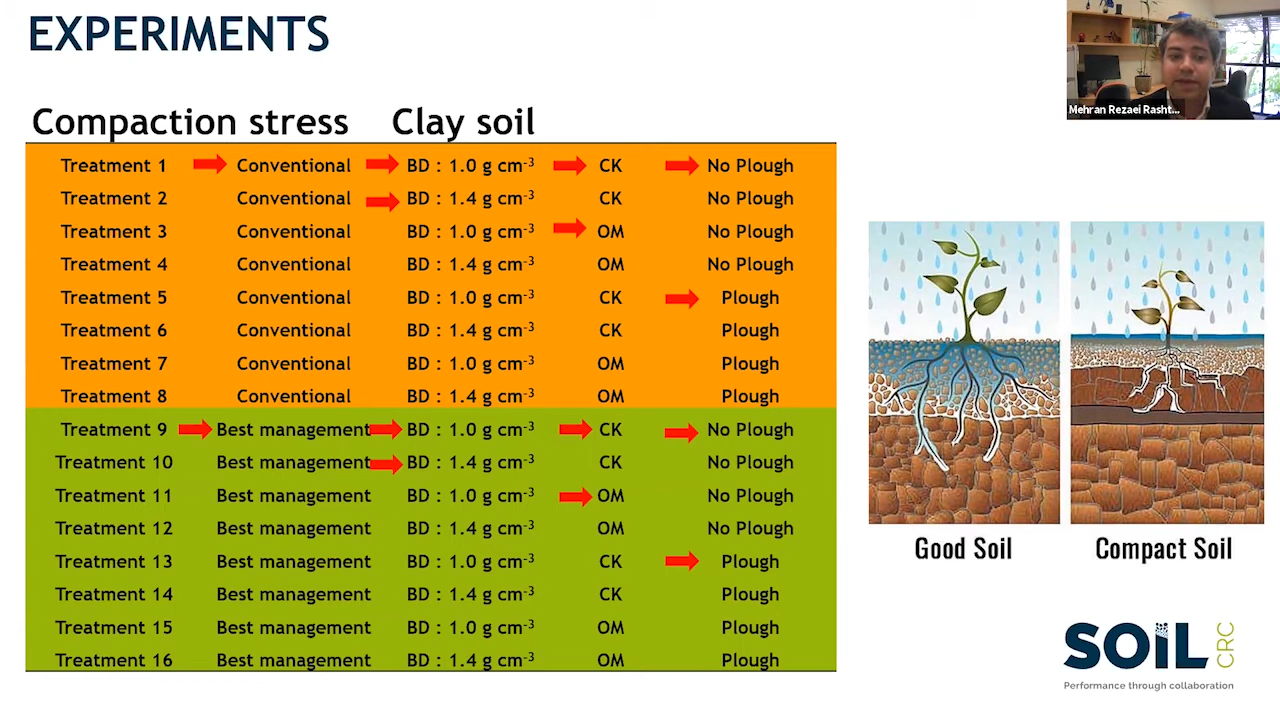 EXPERIMENTS
Mehran Rezaei Rasht...
Compaction stress Clay soil
Treatment 1 Conventional BD : 1.0 g cm⁻³ CK No Plough
Treatment 2 Conventional BD : 1.4 g cm⁻³ CK No Plough
Treatment 3 Conventional BD : 1.0 g cm⁻³ OM No Plough
Treatment 4 Conventional BD : 1.4 g cm⁻³ OM No Plough
Treatment 5 Conventional BD : 1.0 g cm⁻³ CK Plough
Treatment 6 Conventional BD : 1.4 g cm⁻³ CK Plough
Treatment 7 Conventional BD : 1.0 g cm⁻³ OM Plough
Treatment 8 Conventional BD : 1.4 g cm⁻³ OM Plough
Treatment 9 Best management BD : 1.0 g cm⁻³ CK No Plough
Treatment 10 Best management BD : 1.4 g cm⁻³ CK No Plough
Treatment 11 Best management BD : 1.0 g cm⁻³ OM No Plough
Treatment 12 Best management BD : 1.4 g cm⁻³ OM No Plough
Treatment 13 Best management BD : 1.0 g cm⁻³ CK Plough
Treatment 14 Best management BD : 1.4 g cm⁻³ CK Plough
Treatment 15 Best management BD : 1.0 g cm⁻³ OM Plough
Treatment 16 Best management BD : 1.4 g cm⁻³ OM Plough
Good Soil Compact Soil
SOIL CRC
Performance through collaboration